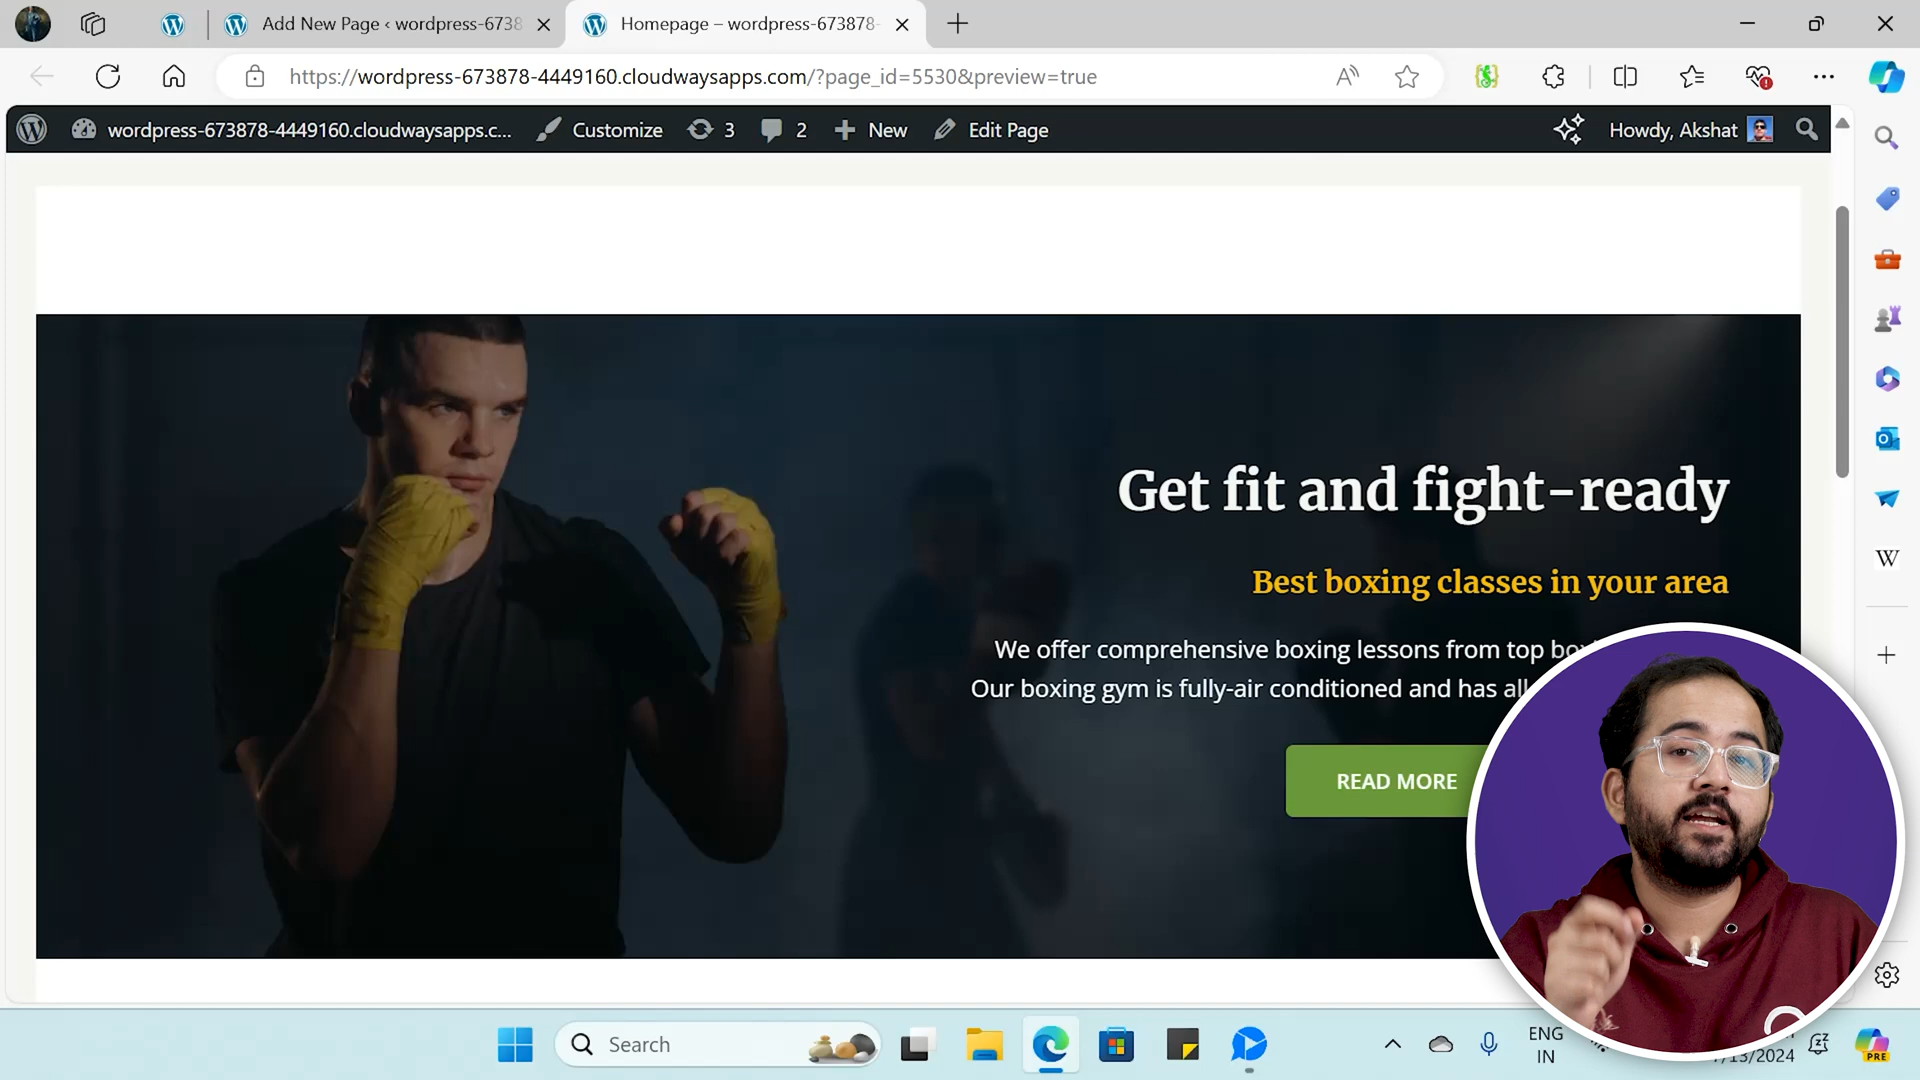 Add New Page ‹ wordpress-6738
Homepage – wordpress-673878-
https://wordpress-673878-4449160.cloudwaysapps.com/?page_id=5530&preview=true
wordpress-673878-4449160.cloudwaysapps.c... Customize 3 2 New Edit Page Howdy, Akshat
Get fit and fight-ready
Best boxing classes in your area
We offer comprehensive boxing lessons from top
Our boxing gym is fully-air conditioned and has all
READ MORE
Search
ENG
IN
/13/2024
PRE